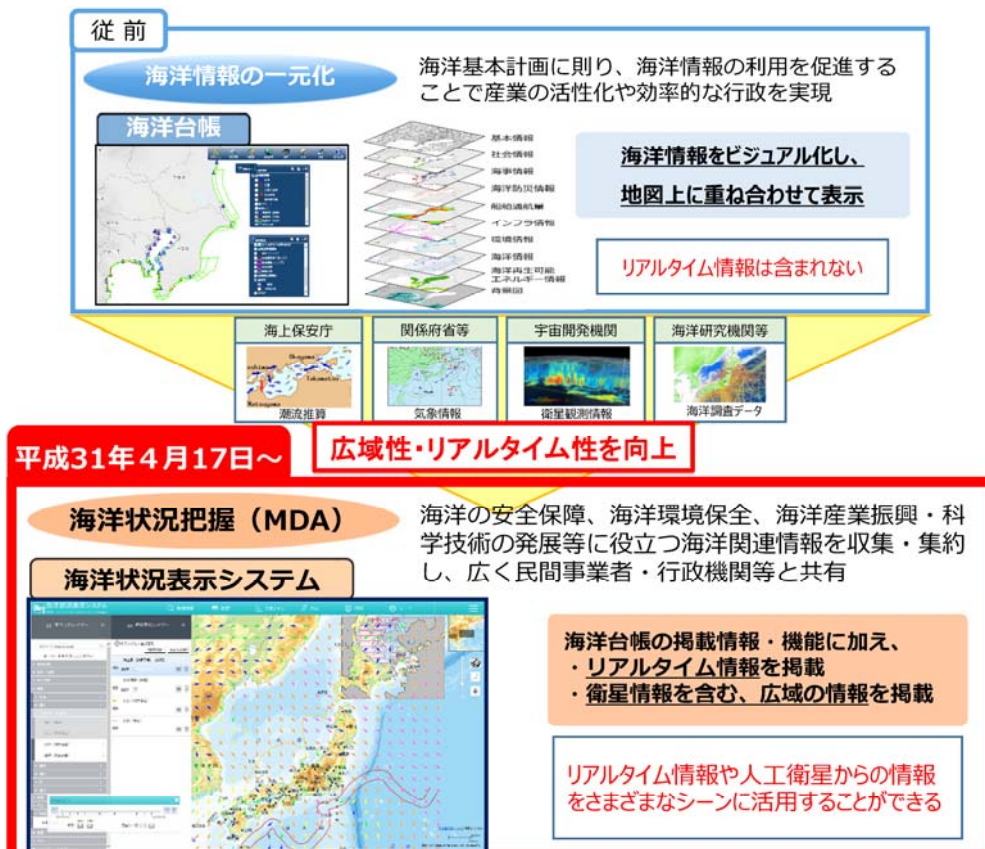 従前
海洋情報の一元化
海洋基本計画に則り、海洋情報の利用を促進する
ことで産業の活性化や効率的な行政を実現
海洋台帳
基本情報
社会情報
海事情報
海洋防災情報
船舶通航量
インフラ情報
環境情報
海洋情報
海洋再生可能
エネルギー情報
背景図
海洋情報をビジュアル化し、
地図上に重ね合わせて表示
リアルタイム情報は含まれない
海上保安庁
潮流推算
関係府省等
気象情報
宇宙開発機関
衛星観測情報
海洋研究機関等
海洋調査データ
広域性・リアルタイム性を向上
平成31年4月17日～
海洋状況把握（MDA）
海洋の安全保障、海洋環境保全、海洋産業振興・科
学技術の発展等に役立つ海洋関連情報を収集・集約
し、広く民間事業者・行政機関等と共有
海洋状況表示システム
海洋状況表示システム
海洋台帳の掲載情報・機能に加え、
・リアルタイム情報を掲載
・衛星情報を含む、広域の情報を掲載
リアルタイム情報や人工衛星からの情報
をさまざまなシーンに活用することができる